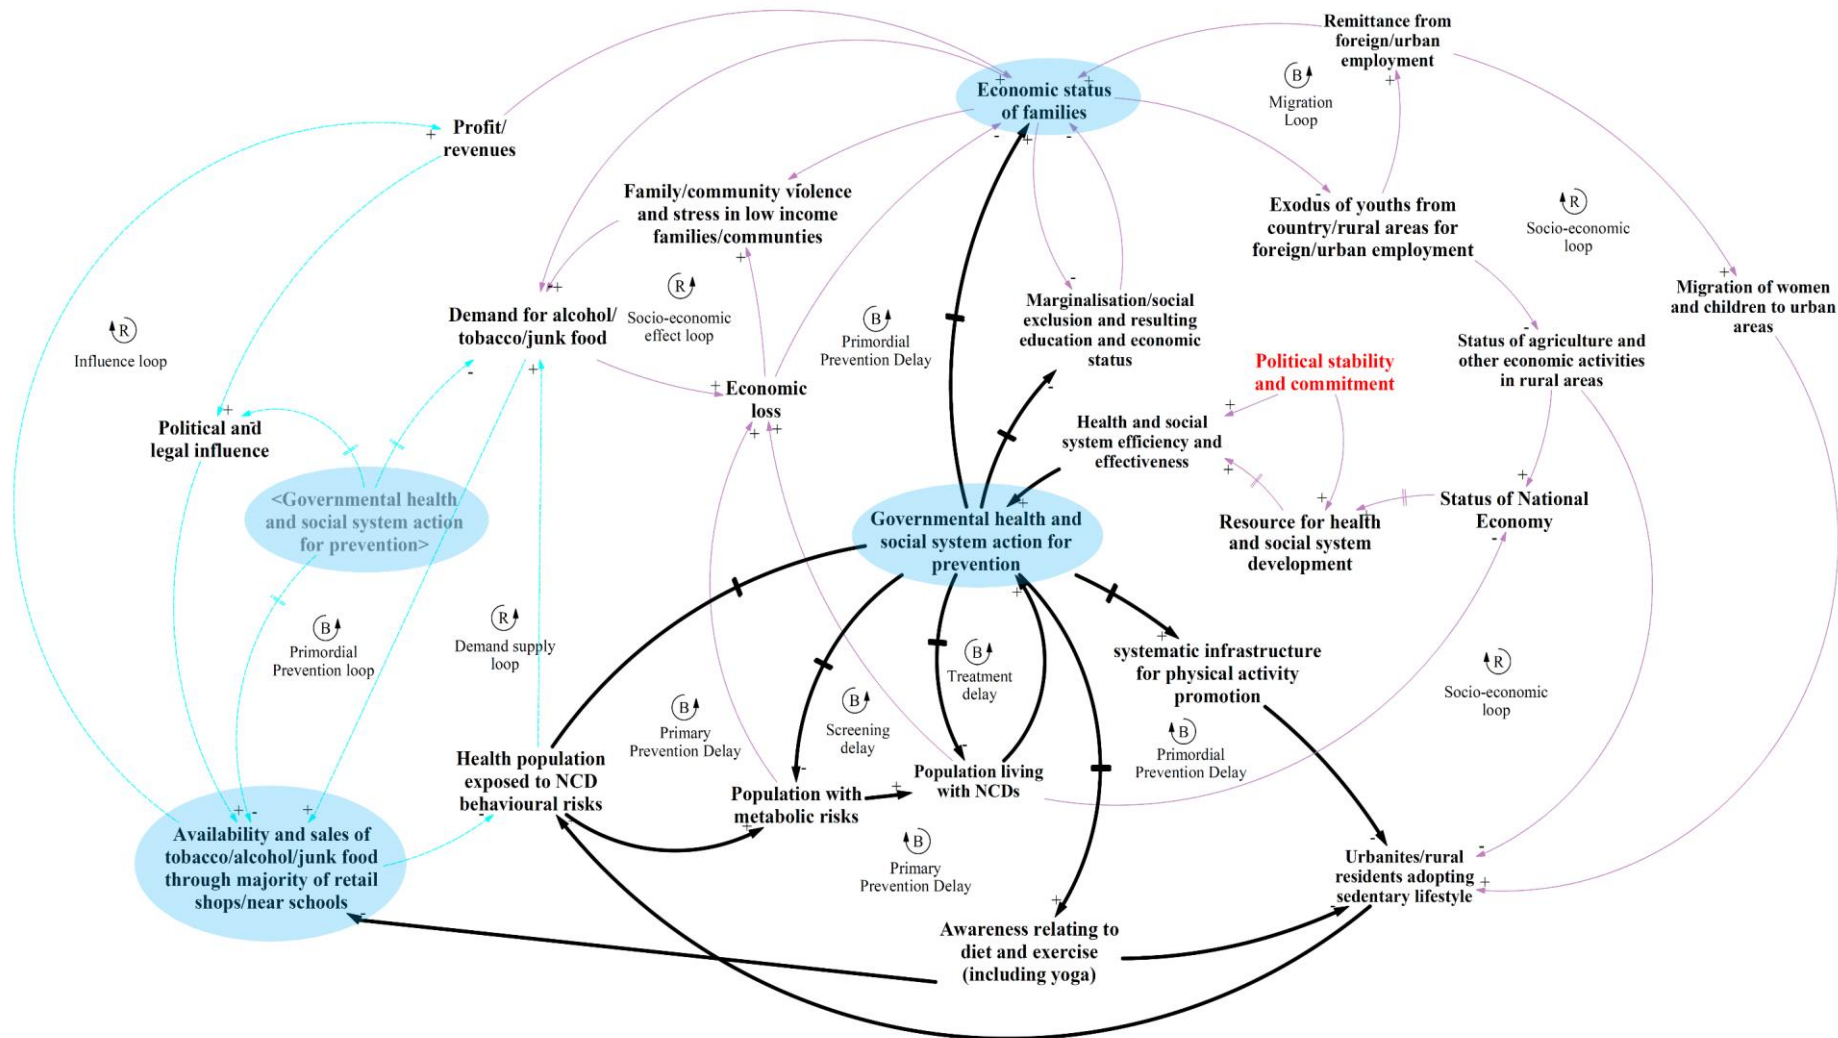 Remittance from
foreign/urban
employment
+
B
Migration
Loop
+
+
Economic status
of families
-
+
-
Profit/
revenues
+
Family/community violence
and stress in low income
families/communties
-
+
-
Exodus of youths from
country/rural areas for
foreign/urban employment
R
Socio-economic
loop
+
Migration of women
and children to urban
areas
R
Influence loop
-+
Demand for alcohol/
tobacco/junk food
-
+
R
Socio-economic
effect loop
B
Primordial
Prevention Delay
-
Marginalisation/social
exclusion and resulting
education and economic
status
-
-
Status of agriculture and
other economic activities
in rural areas
Political stability
and commitment
+
Economic
loss
+
+
+
Political and
legal influence
-
+
Health and social
system efficiency and
effectiveness
+
<Governmental health
and social system action
for prevention>
+
Governmental health and
social system action for
prevention
+
+
+
Resource for health
and social system
development
+
Status of National
Economy
-
B
Primordial
Prevention loop
R
Demand supply
loop
B
Primary
Prevention Delay
B
Screening
delay
B
Treatment
delay
+
systematic infrastructure
for physical activity
promotion
B
Primordial
Prevention Delay
R
Socio-economic
loop
Health population
exposed to NCD
behavioural risks
-
-
Population with
metabolic risks
+
-
Population living
with NCDs
+
B
Primary
Prevention Delay
+
-
+
Availability and sales of
tobacco/alcohol/junk food
through majority of retail
shops/near schools
-
-
-
+
-
Urbanites/rural
residents adopting
sedentary lifestyle
+
Awareness relating to
diet and exercise
(including yoga)